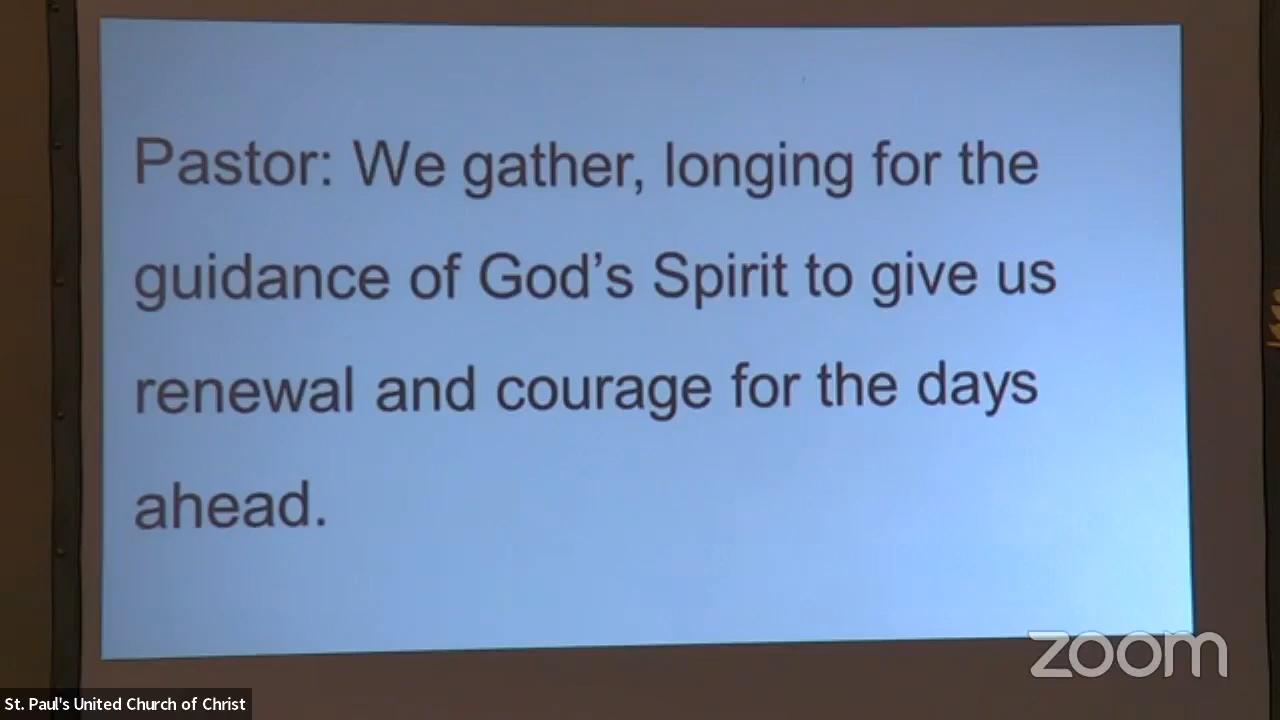 Pastor: We gather, longing for the
guidance of God’s Spirit to give us
renewal and courage for the days
ahead.
zoom
St. Paul's United Church of Christ